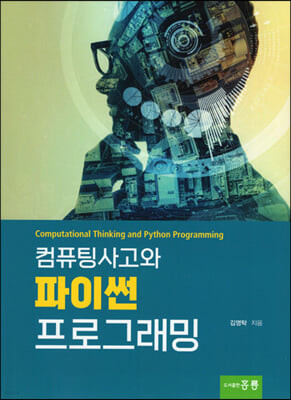 Computational Thinking and Python Programming
컴퓨팅사고와
파이썬
프로그래밍
김명탁 지음
도서출판 홍릉